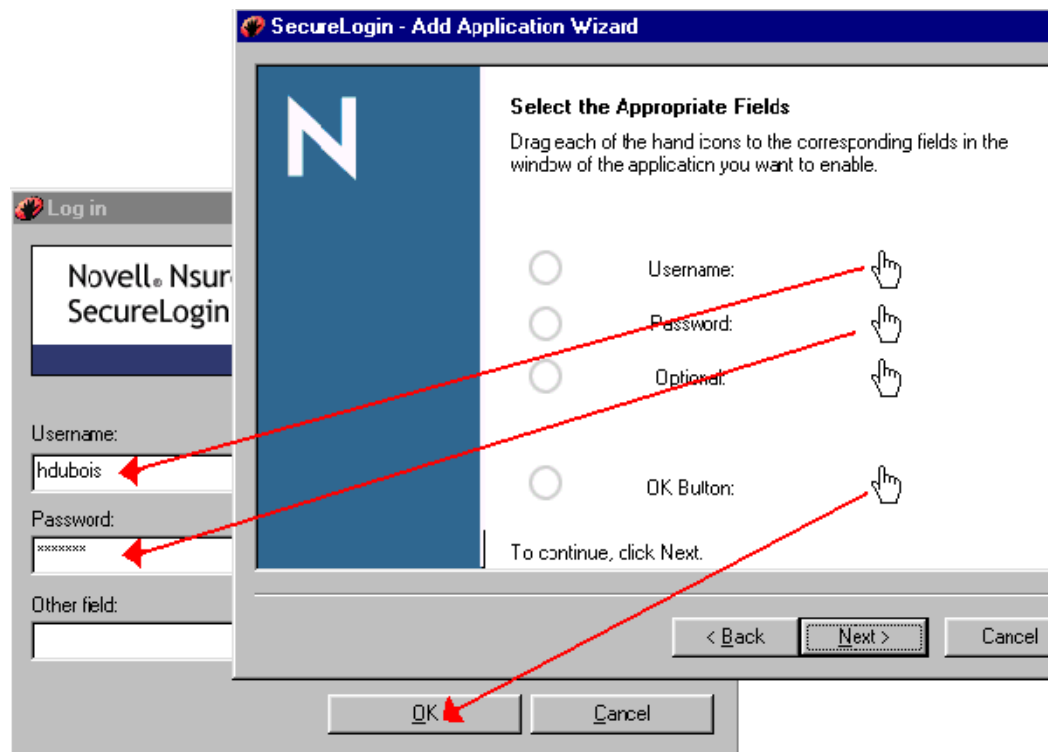 SecureLogin - Add Application Wizard
N
Select the Appropriate Fields
Drag each of the hand icons to the corresponding fields in the
window of the application you want to enable.
Username:
Password:
Optional:
OK Button:
To continue, click Next.
< Back
Next >
Cancel
Log in
Novell® Nsur
SecureLogin
Username:
hdubois
Password:
*******
Other field:
OK
Cancel